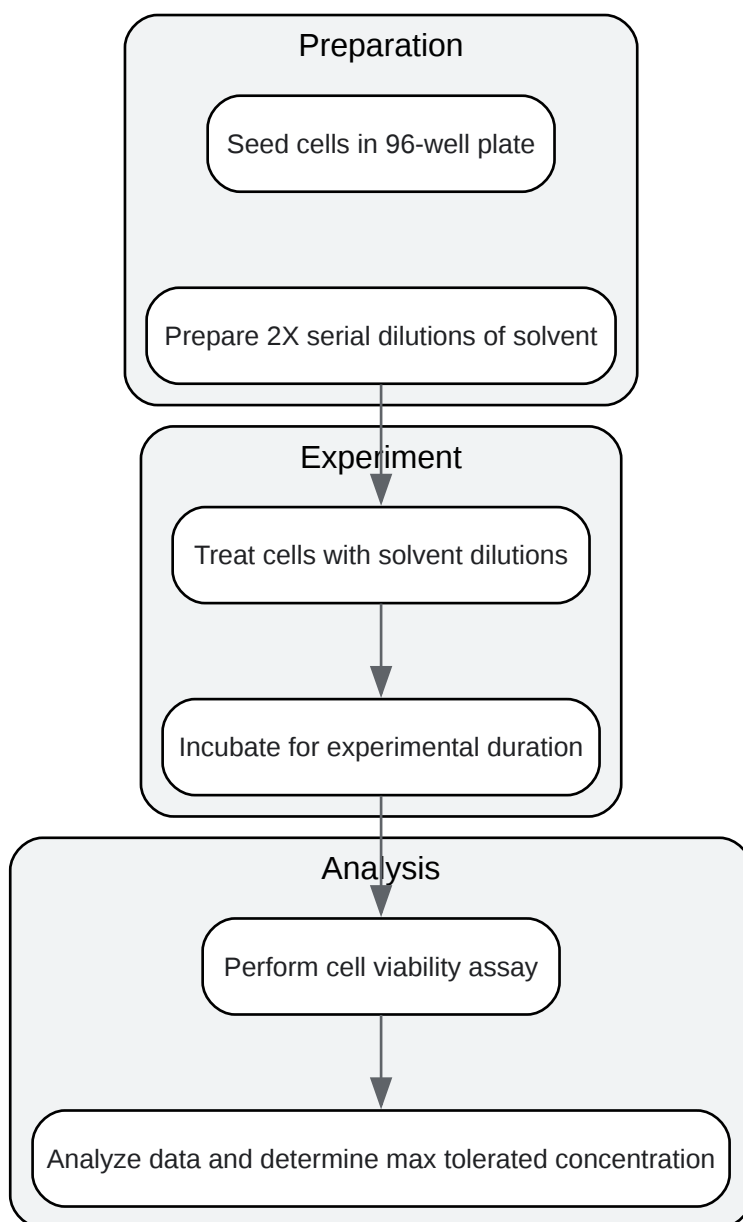 Preparation
Seed cells in 96-well plate
Prepare 2X serial dilutions of solvent
Experiment
Treat cells with solvent dilutions
Incubate for experimental duration
Analysis
Perform cell viability assay
Analyze data and determine max tolerated concentration